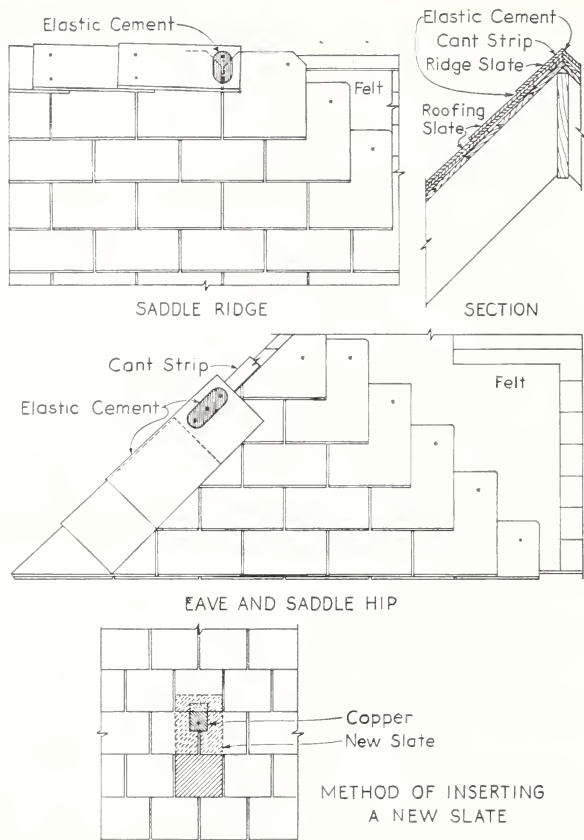 Elastic Cement
Felt
SADDLE RIDGE
Elastic Cement
Cant Strip
Ridge Slate
Roofing
Slate
SECTION
Cant Strip
Elastic Cement
Felt
EAVE AND SADDLE HIP
Copper
New Slate
METHOD OF INSERTING
A NEW SLATE